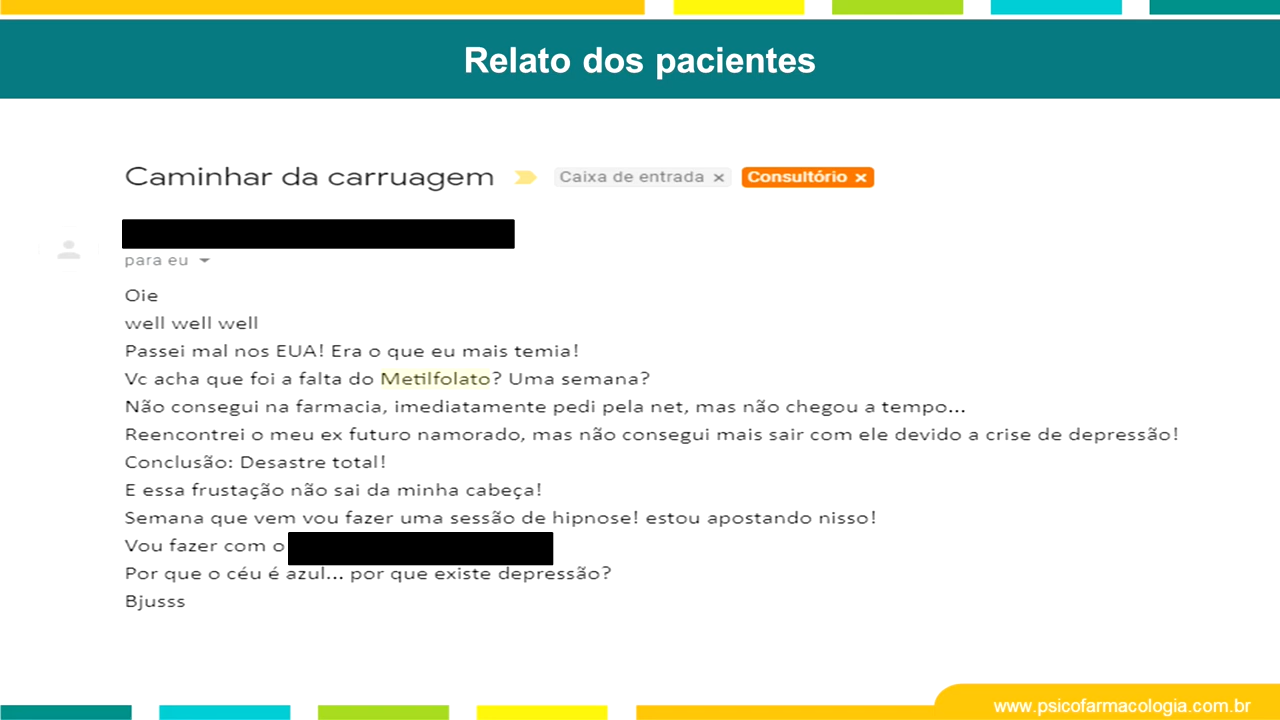 Relato dos pacientes
Caminhar da carruagem Caixa de entrada × Consultório ×
para eu
Oie
well well well
Passei mal nos EUA! Era o que eu mais temia!
Vc acha que foi a falta do Metilfolato? Uma semana?
Não consegui na farmacia, imediatamente pedi pela net, mas não chegou a tempo...
Reencontrei o meu ex futuro namorado, mas não consegui mais sair com ele devido a crise de depressão!
Conclusão: Desastre total!
E essa frustação não sai da minha cabeça!
Semana que vem vou fazer uma sessão de hipnose! estou apostando nisso!
Vou fazer com o
Por que o céu é azul... por que existe depressão?
Bjusss
www.psicofarmacologia.com.br